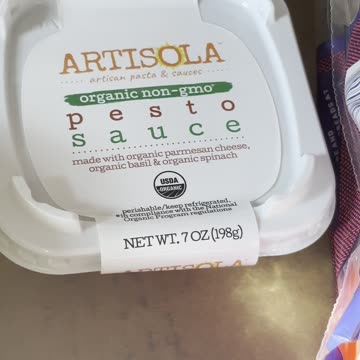 ARTISOLA™
artisan pasta & sauces
organic non-gmo*
pesto
sauce
made with organic parmesan cheese,
organic basil & organic spinach
USDA
ORGANIC
perishable/keep refrigerated.
*in compliance with the National
Organic Program regulations
NET WT. 7 OZ (198g)
ARTISOLA